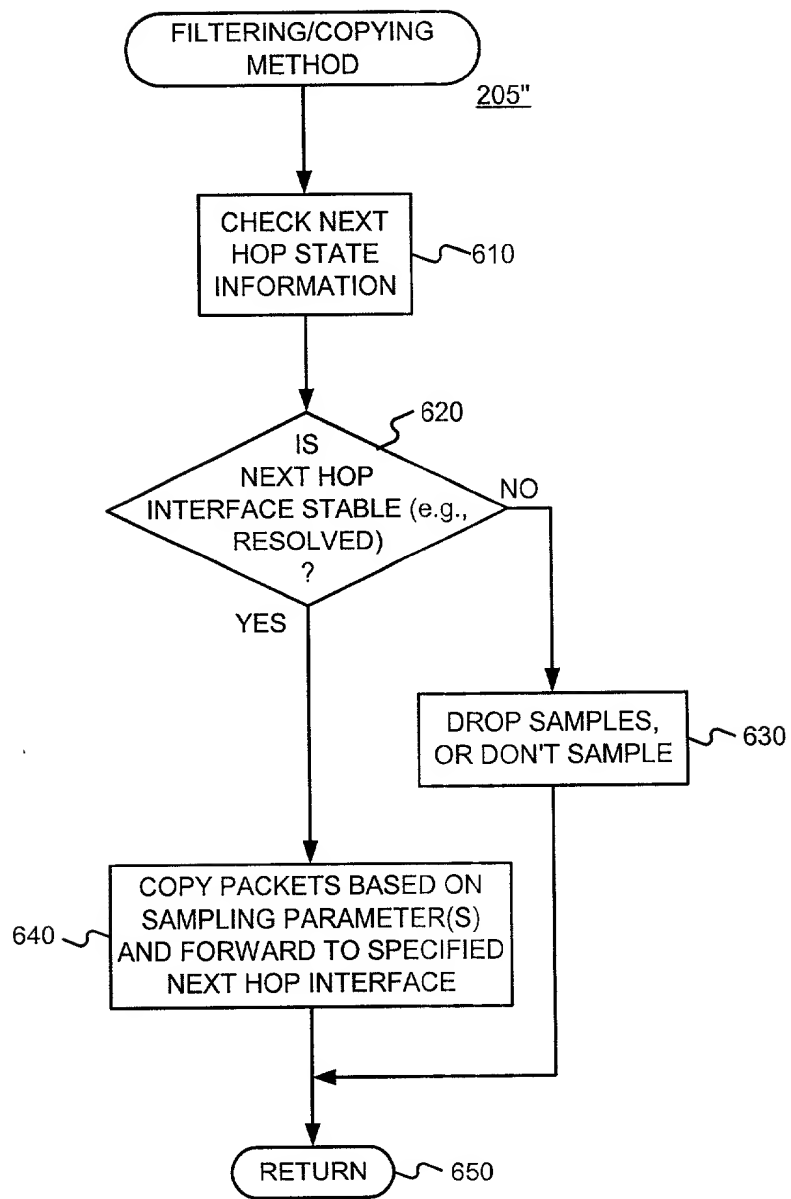 FILTERING/COPYING
METHOD
205"
CHECK NEXT
HOP STATE
INFORMATION
610
620
IS
NEXT HOP
INTERFACE STABLE (e.g.,
RESOLVED)
?
NO
YES
DROP SAMPLES,
OR DON'T SAMPLE
630
COPY PACKETS BASED ON
SAMPLING PARAMETER(S)
AND FORWARD TO SPECIFIED
NEXT HOP INTERFACE
640
RETURN
650